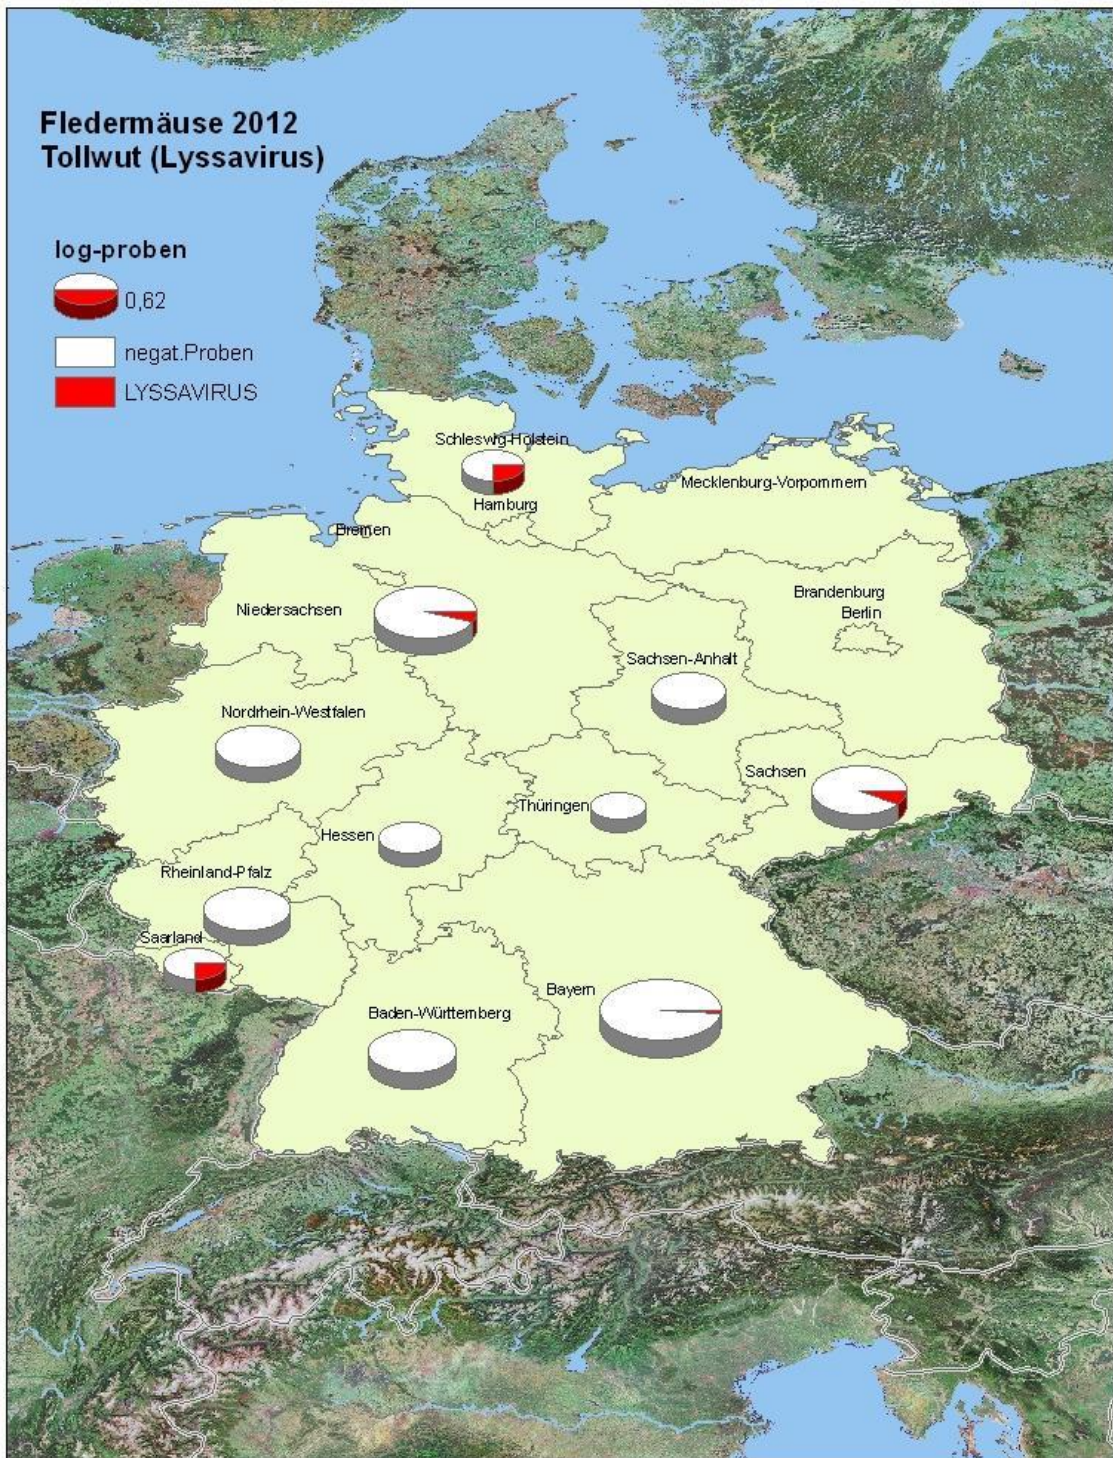 Fledermäuse 2012
Tollwut (Lyssavirus)
log-proben
0,62
negat.Proben
LYSSAVIRUS
Schleswig-Holstein
Hamburg
Mecklenburg-Vorpommern
Bremen
Niedersachsen
Brandenburg
Berlin
Sachsen-Anhalt
Nordrhein-Westfalen
Sachsen
Thüringen
Hessen
Rheinland-Pfalz
Saarland
Bayern
Baden-Württemberg